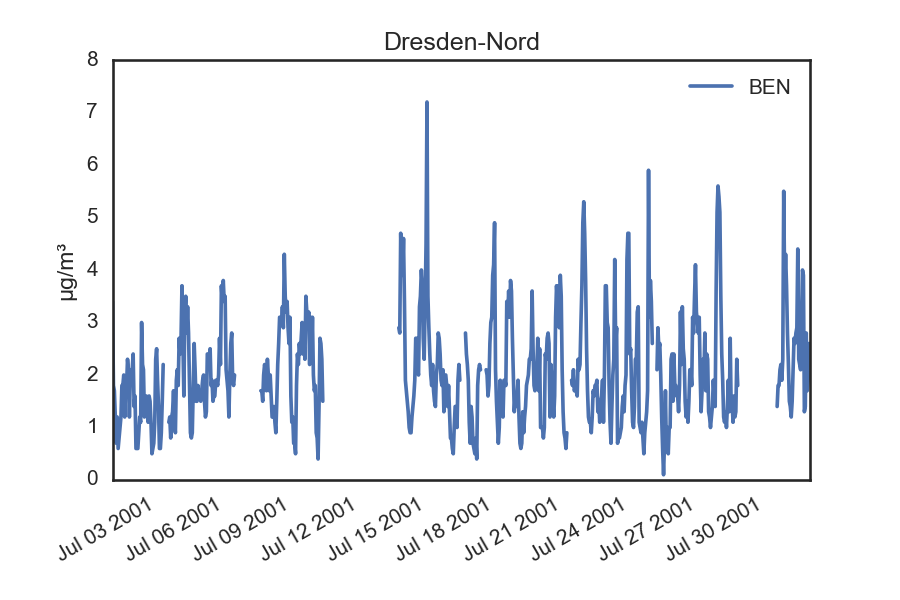 Dresden-Nord
8
7
6
5
4
3
2
1
0
µg/m³
BEN
Jul 03 2001
Jul 06 2001
Jul 09 2001
Jul 12 2001
Jul 15 2001
Jul 18 2001
Jul 21 2001
Jul 24 2001
Jul 27 2001
Jul 30 2001